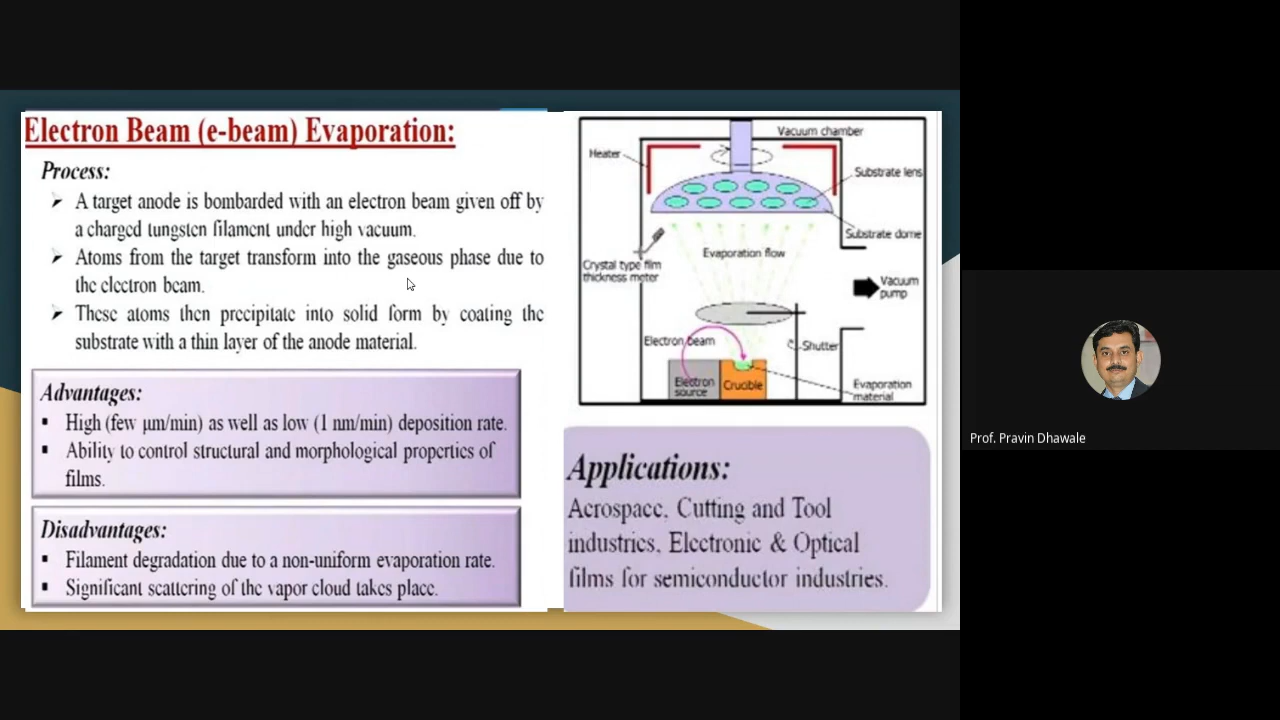 Electron Beam (e-beam) Evaporation:
Process:
➤ A target anode is bombarded with an electron beam given off by
a charged tungsten filament under high vacuum.
➤ Atoms from the target transform into the gaseous phase due to
the electron beam.
➤ These atoms then precipitate into solid form by coating the
substrate with a thin layer of the anode material.
Advantages:
▪ High (few μm/min) as well as low (1 nm/min) deposition rate.
▪ Ability to control structural and morphological properties of
films.
Disadvantages:
▪ Filament degradation due to a non-uniform evaporation rate.
▪ Significant scattering of the vapor cloud takes place.
Vacuum chamber
Heater
Substrate lens
Substrate dome
Evaporation flow
Crystal type film
thickness meter
Vacuum
pump
Electron beam
Shutter
Electron
source
Crucible
Evaporation
material
Applications:
Aerospace, Cutting and Tool
industries, Electronic & Optical
films for semiconductor industries.
Prof. Pravin Dhawale